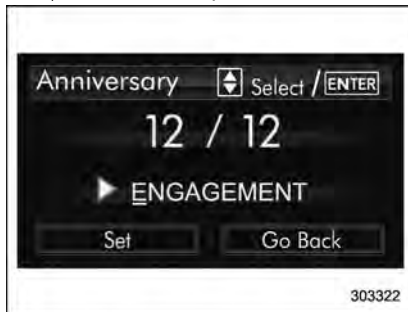 Anniversary Select / ENTER
12 / 12
ENGAGEMENT
Set Go Back
303322